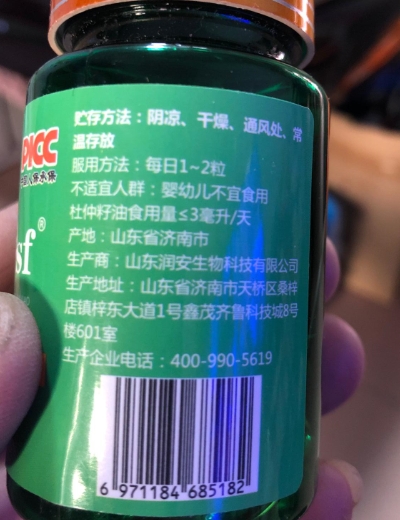 贮存方法：阴凉、干燥、通风处、常
温存放
PICC
服用方法：每日1~2粒
不适宜人群：婴幼儿不宜食用
杜仲籽油食用量≤3毫升/天
sf®
产地：山东省济南市
生产商：山东润安生物科技有限公司
生产地址：山东省济南市天桥区桑梓
店镇梓东大道1号鑫茂齐鲁科技城8号
楼601室
生产企业电话：400-990-5619
6 971184 685182